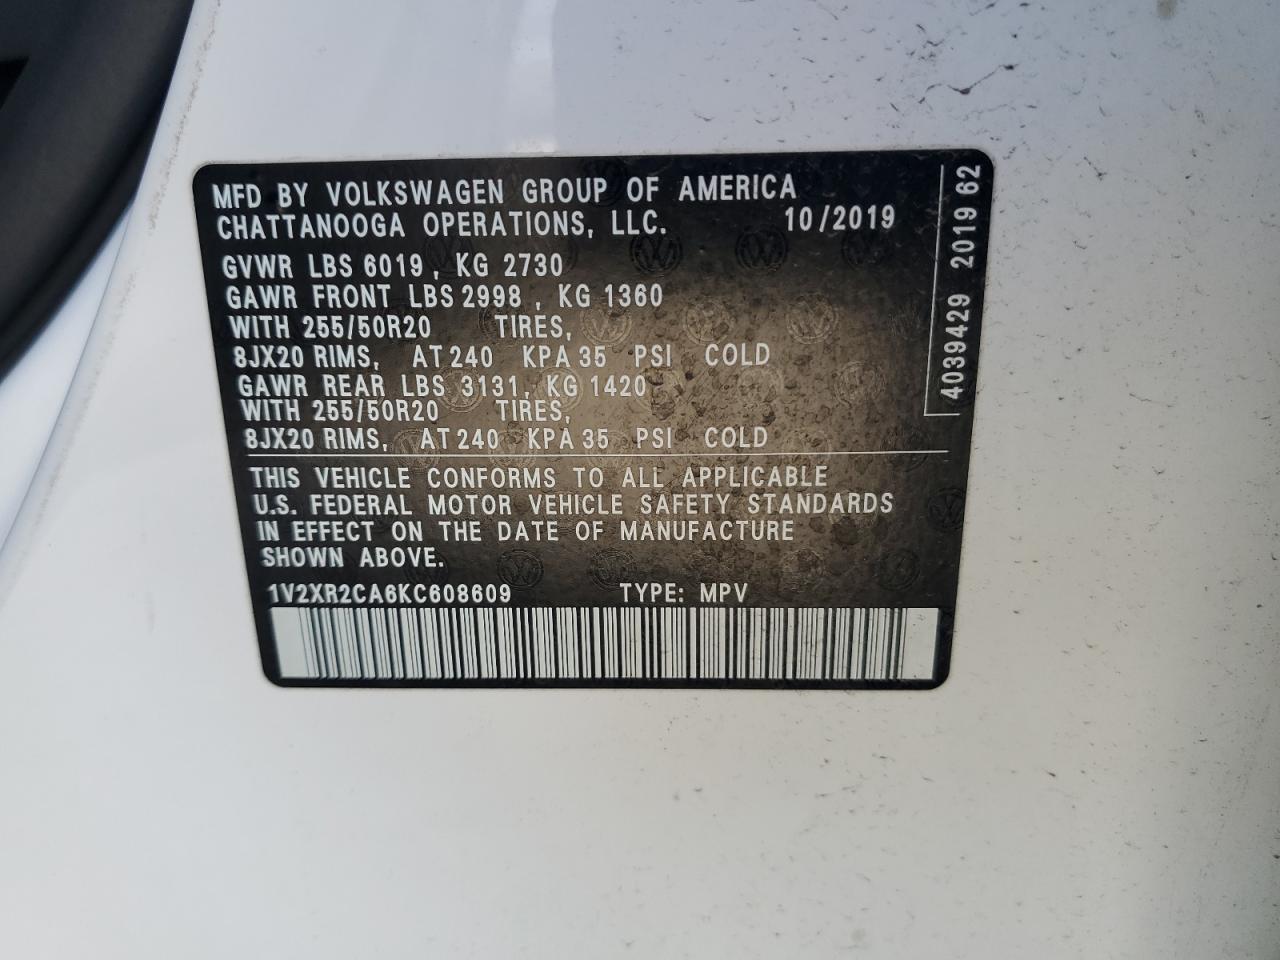 MFD BY VOLKSWAGEN GROUP OF AMERICA
CHATTANOOGA OPERATIONS, LLC. 10/2019
GVWR LBS 6019, KG 2730
GAWR FRONT LBS 2998, KG 1360
WITH 255/50R20 TIRES,
8JX20 RIMS, AT 240 KPA 35 PSI COLD
GAWR REAR LBS 3131, KG 1420
WITH 255/50R20 TIRES,
8JX20 RIMS, AT 240 KPA 35 PSI COLD
THIS VEHICLE CONFORMS TO ALL APPLICABLE
U.S. FEDERAL MOTOR VEHICLE SAFETY STANDARDS
IN EFFECT ON THE DATE OF MANUFACTURE
SHOWN ABOVE.
1V2XR2CA6KC608609 TYPE: MPV
4039429 2019 62